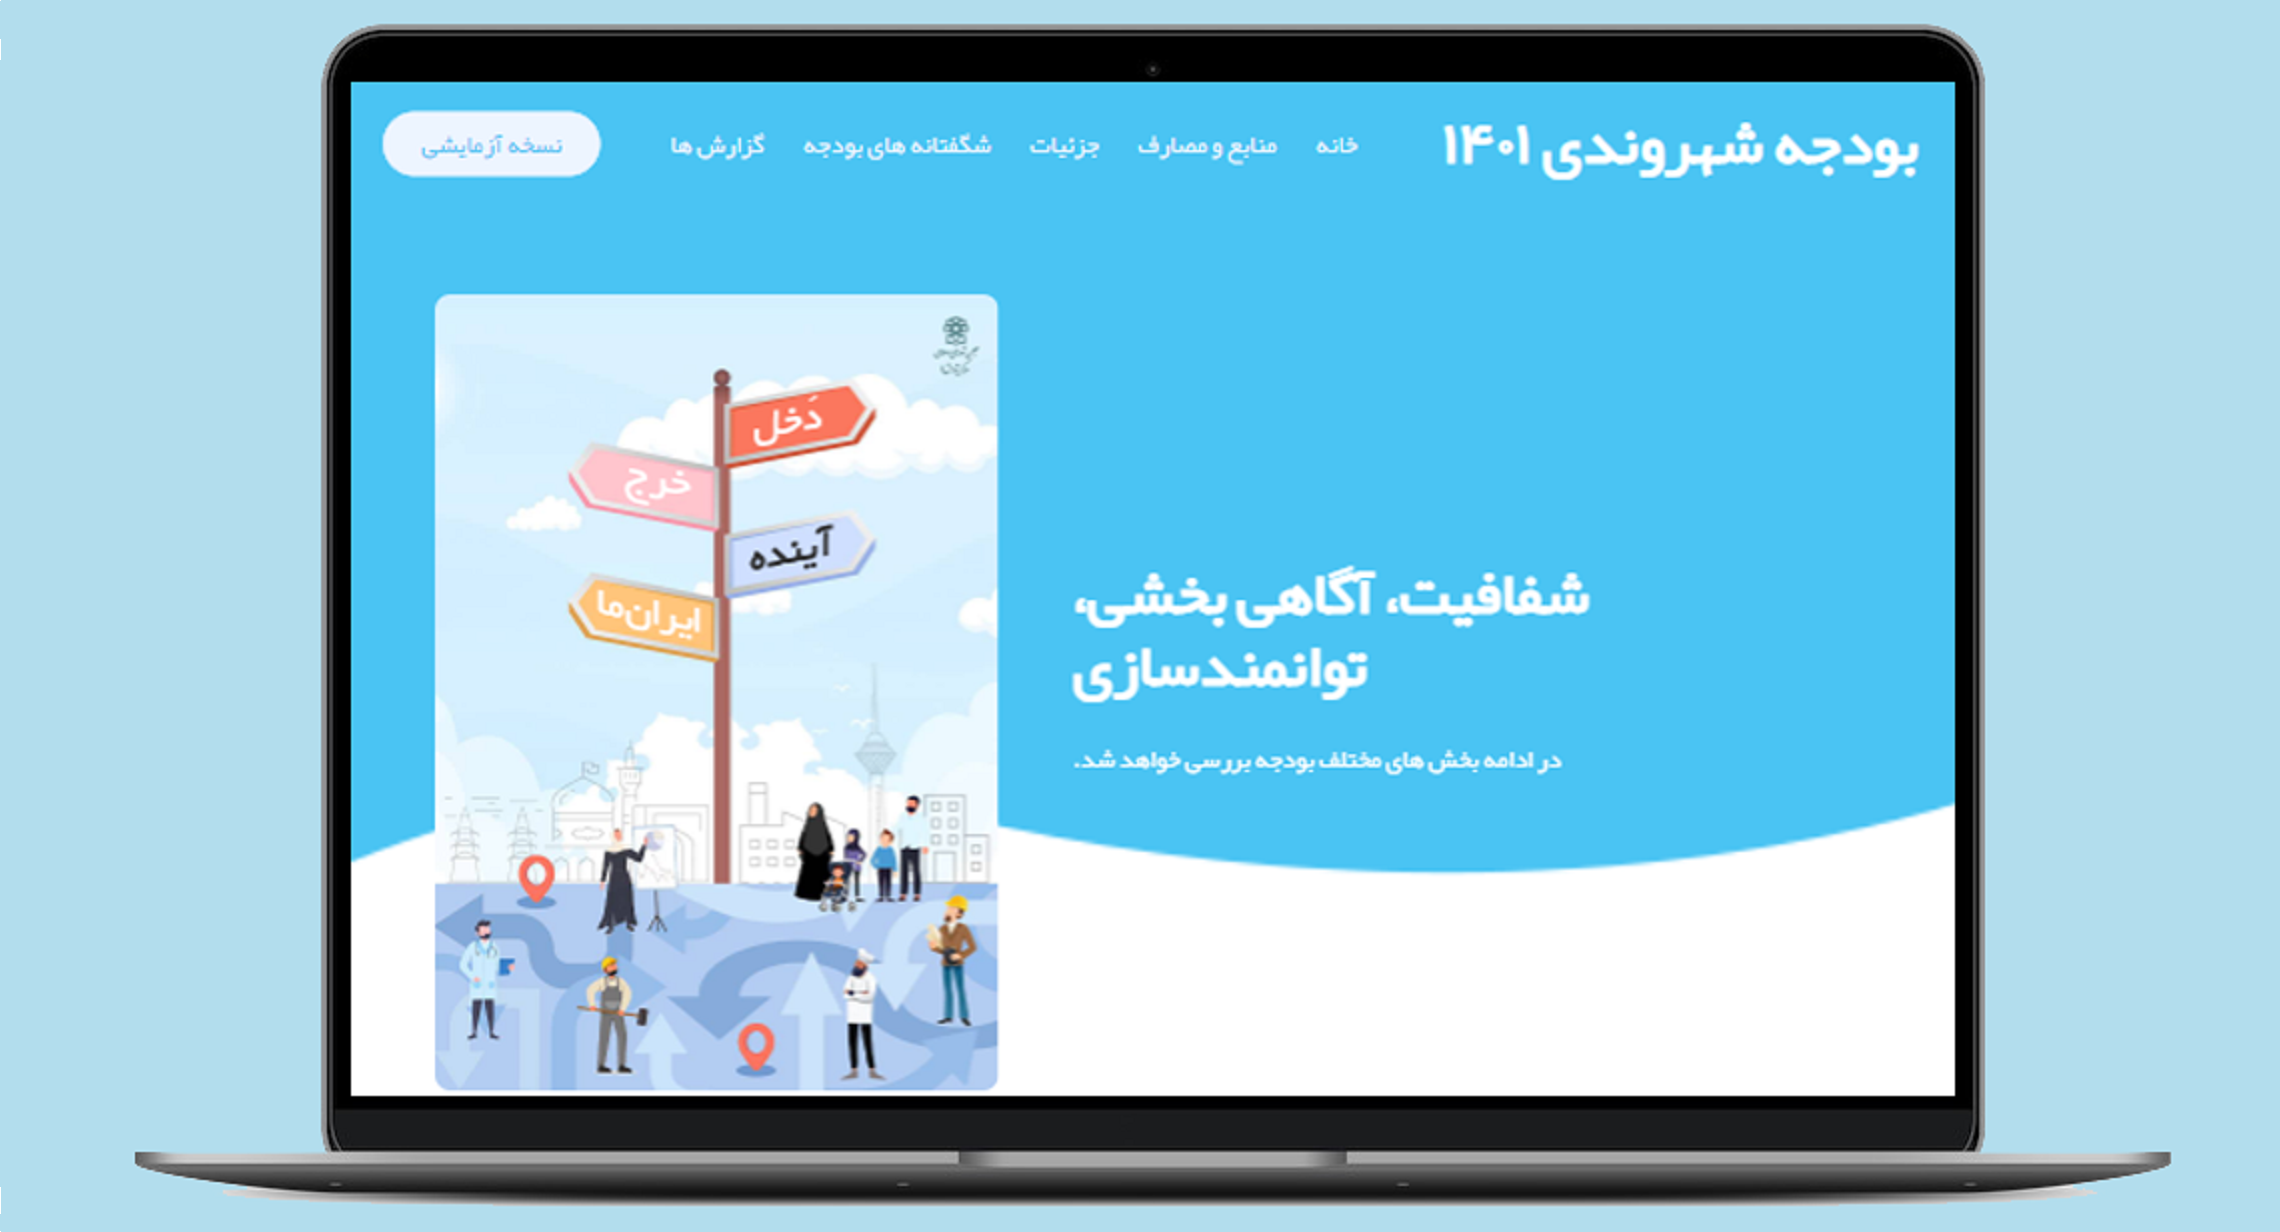 بودجه شهروندی ۱۴۰۱
خانه
منابع و مصارف
جزئیات
شگفتانه های بودجه
گزارش ها
نسخه آزمایشی
شفافیت، آگاهی بخشی،
توانمندسازی
در ادامه بخش های مختلف بودجه بررسی خواهد شد.
دَخل
خرج
آینده
ایران‌ما